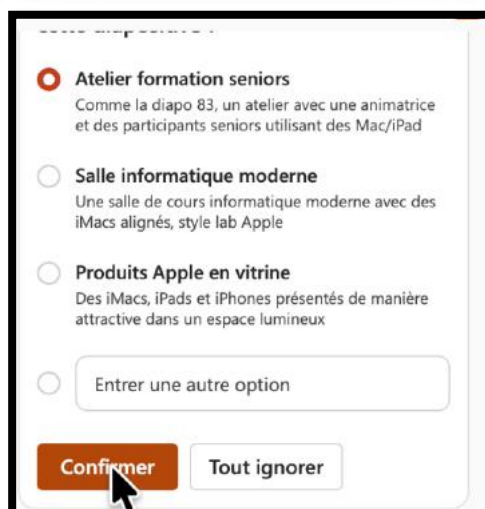 cette diapositive ?
Atelier formation seniors
Comme la diapo 83, un atelier avec une animatrice
et des participants seniors utilisant des Mac/iPad
Salle informatique moderne
Une salle de cours informatique moderne avec des
iMacs alignés, style lab Apple
Produits Apple en vitrine
Des iMacs, iPads et iPhones présentés de manière
attractive dans un espace lumineux
Entrer une autre option
Confirmer
Tout ignorer